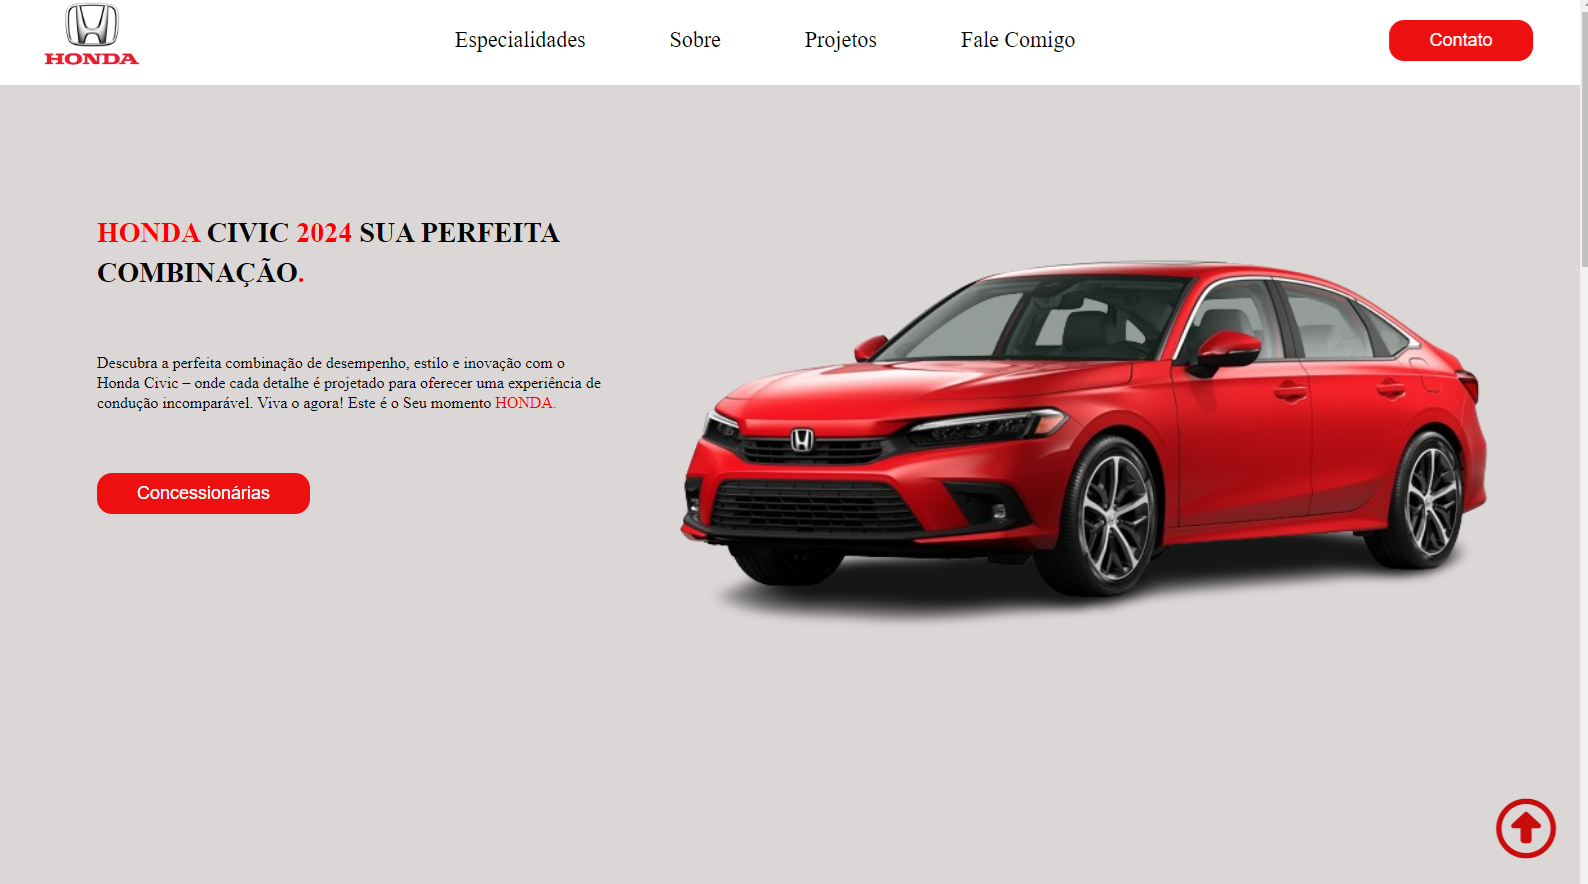 HONDA
Especialidades
Sobre
Projetos
Fale Comigo
Contato
HONDA CIVIC 2024 SUA PERFEITA
COMBINAÇÃO.
Descubra a perfeita combinação de desempenho, estilo e inovação com o
Honda Civic – onde cada detalhe é projetado para oferecer uma experiência de
condução incomparável. Viva o agora! Este é o Seu momento HONDA.
Concessionárias